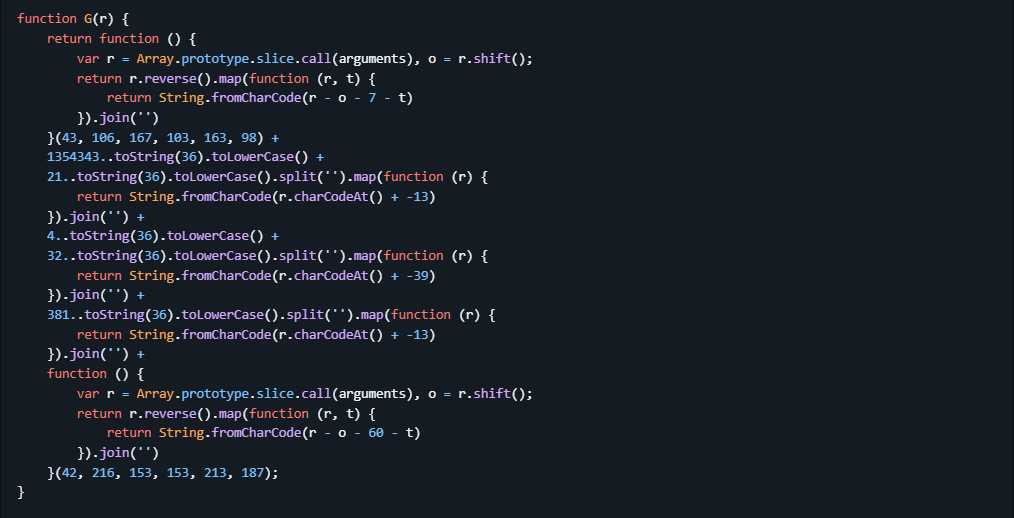 function G(r) {
    return function () {
        var r = Array.prototype.slice.call(arguments), o = r.shift();
        return r.reverse().map(function (r, t) {
            return String.fromCharCode(r - o - 7 - t)
        }).join('')
    }(43, 106, 167, 103, 163, 98) +
    1354343..toString(36).toLowerCase() +
    21..toString(36).toLowerCase().split('').map(function (r) {
        return String.fromCharCode(r.charCodeAt() + -13)
    }).join('') +
    4..toString(36).toLowerCase() +
    32..toString(36).toLowerCase().split('').map(function (r) {
        return String.fromCharCode(r.charCodeAt() + -39)
    }).join('') +
    381..toString(36).toLowerCase().split('').map(function (r) {
        return String.fromCharCode(r.charCodeAt() + -13)
    }).join('') +
    function () {
        var r = Array.prototype.slice.call(arguments), o = r.shift();
        return r.reverse().map(function (r, t) {
            return String.fromCharCode(r - o - 60 - t)
        }).join('')
    }(42, 216, 153, 153, 213, 187);
}